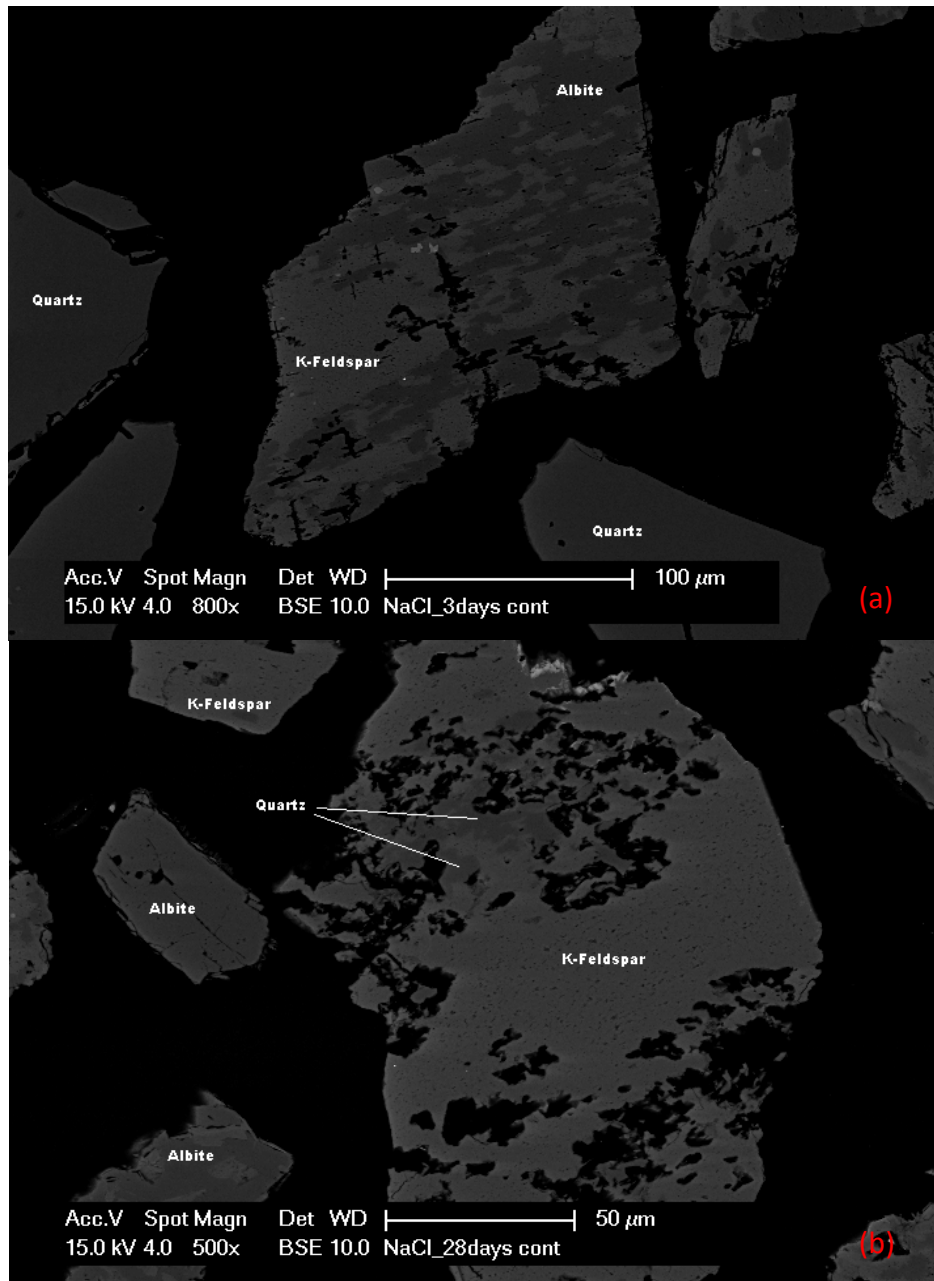 Albite
Quartz
K-Feldspar
Quartz
Acc.V Spot Magn Det WD 100 µm
15.0 kV 4.0 800x BSE 10.0 NaCl_3days cont
(a)
K-Feldspar
Quartz
Albite
K-Feldspar
Albite
Acc.V Spot Magn Det WD 50 µm
15.0 kV 4.0 500x BSE 10.0 NaCl_28days cont
(b)